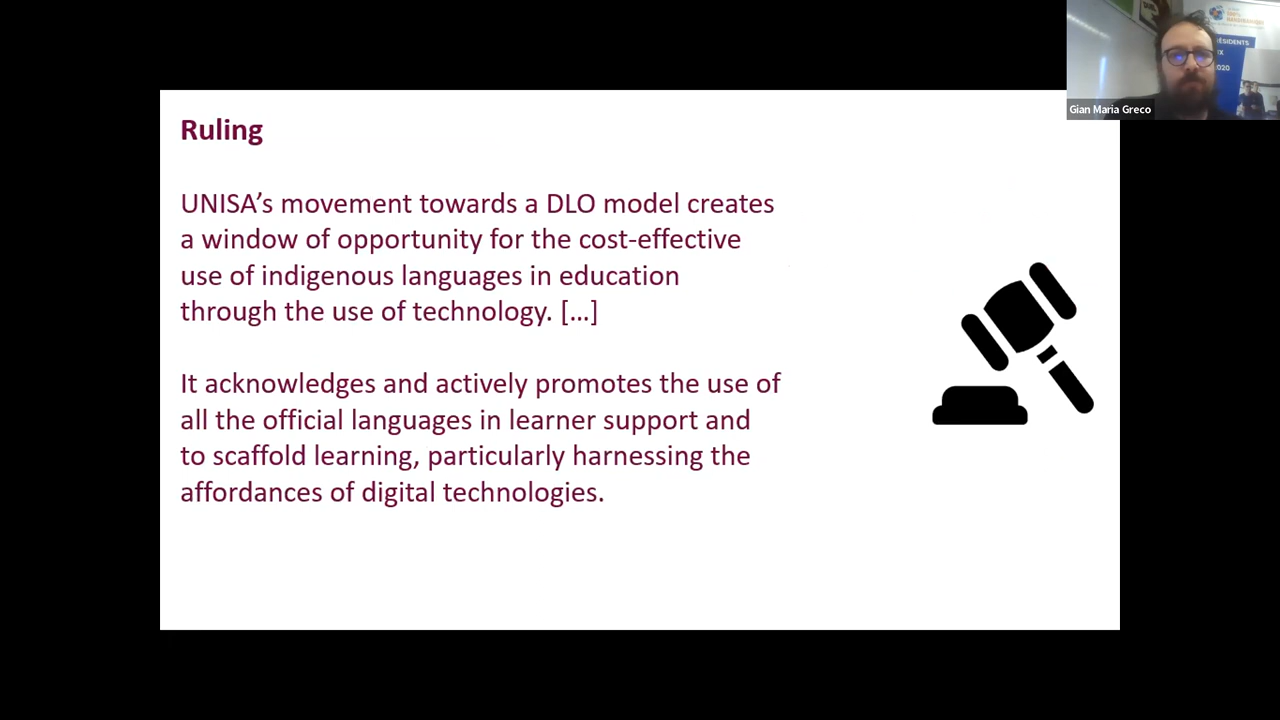 Ruling
UNISA’s movement towards a DLO model creates
a window of opportunity for the cost-effective
use of indigenous languages in education
through the use of technology. […]
It acknowledges and actively promotes the use of
all the official languages in learner support and
to scaffold learning, particularly harnessing the
affordances of digital technologies.
Gian Maria Greco
2020